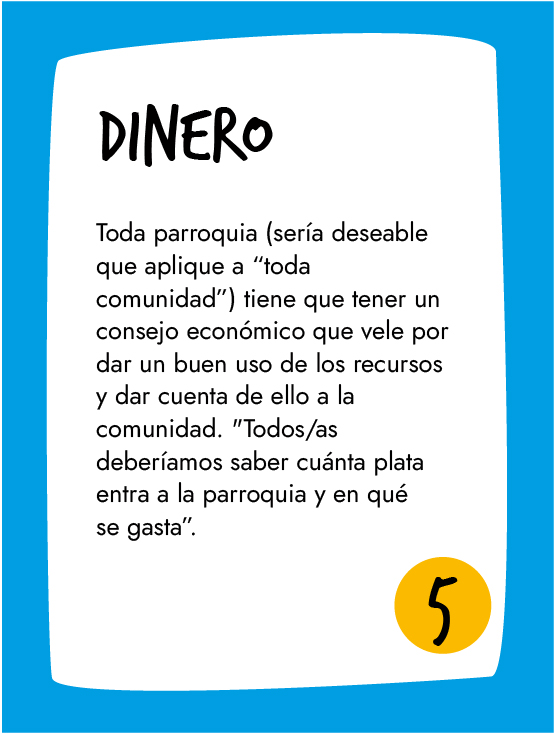 DINERO
Toda parroquia (sería deseable
que aplique a “toda
comunidad”) tiene que tener un
consejo económico que vele por
dar un buen uso de los recursos
y dar cuenta de ello a la
comunidad. "Todos/as
deberíamos saber cuánta plata
entra a la parroquia y en qué
se gasta”.
5